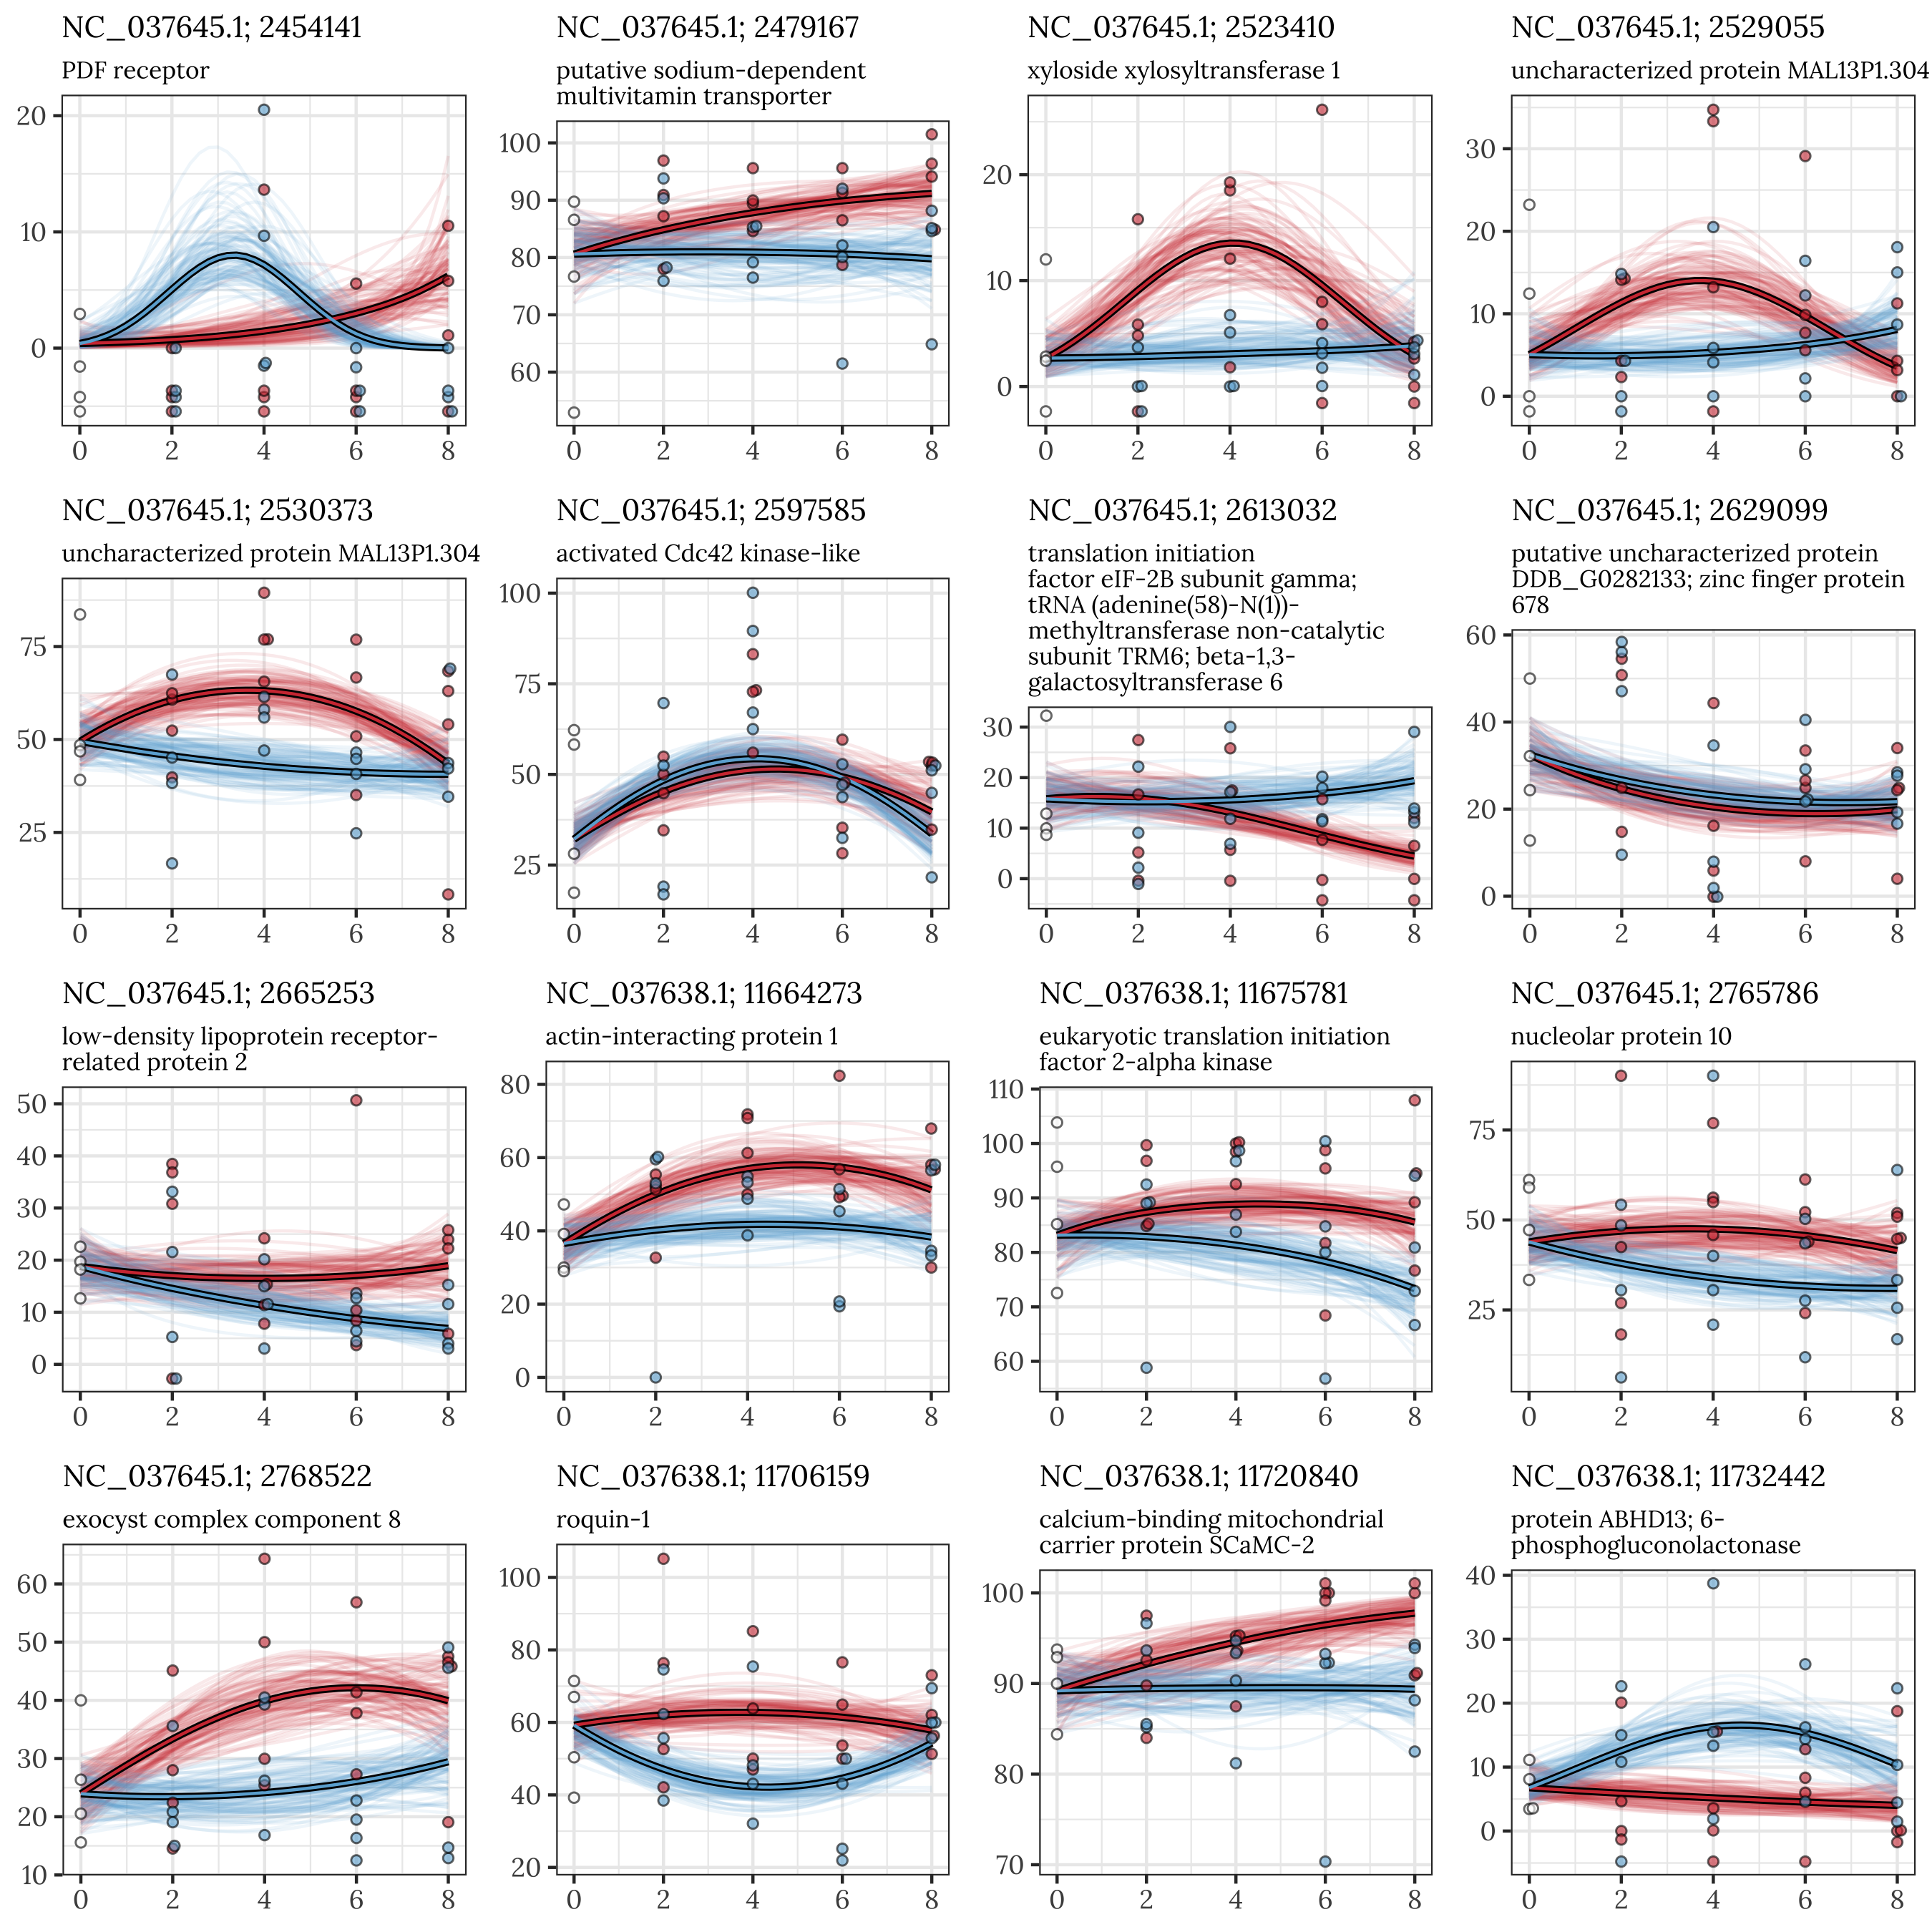 NC_037645.1; 2454141
PDF receptor
20
10
0
0 2 4 6 8
NC_037645.1; 2479167
putative sodium-dependent
multivitamin transporter
100
90
80
70
60
0 2 4 6 8
NC_037645.1; 2523410
xyloside xylosyltransferase 1
20
10
0
0 2 4 6 8
NC_037645.1; 2529055
uncharacterized protein MAL13P1.304
30
20
10
0
0 2 4 6 8
NC_037645.1; 2530373
uncharacterized protein MAL13P1.304
75
50
25
0 2 4 6 8
NC_037645.1; 2597585
activated Cdc42 kinase-like
100
75
50
25
0 2 4 6 8
NC_037645.1; 2613032
translation initiation
factor eIF-2B subunit gamma;
tRNA (adenine(58)-N(1))-
methyltransferase non-catalytic
subunit TRM6; beta-1,3-
galactosyltransferase 6
30
20
10
0
0 2 4 6 8
NC_037645.1; 2629099
putative uncharacterized protein
DDB_G0282133; zinc finger protein
678
60
40
20
0
0 2 4 6 8
NC_037645.1; 2665253
low-density lipoprotein receptor-
related protein 2
50
40
30
20
10
0
0 2 4 6 8
NC_037638.1; 11664273
actin-interacting protein 1
80
60
40
20
0
0 2 4 6 8
NC_037638.1; 11675781
eukaryotic translation initiation
factor 2-alpha kinase
110
100
90
80
70
60
0 2 4 6 8
NC_037645.1; 2765786
nucleolar protein 10
75
50
25
0 2 4 6 8
NC_037645.1; 2768522
exocyst complex component 8
60
50
40
30
20
10
0 2 4 6 8
NC_037638.1; 11706159
roquin-1
100
80
60
40
20
0 2 4 6 8
NC_037638.1; 11720840
calcium-binding mitochondrial
carrier protein SCaMC-2
100
90
80
70
0 2 4 6 8
NC_037638.1; 11732442
protein ABHD13; 6-
phosphogluconolactonase
40
30
20
10
0
0 2 4 6 8